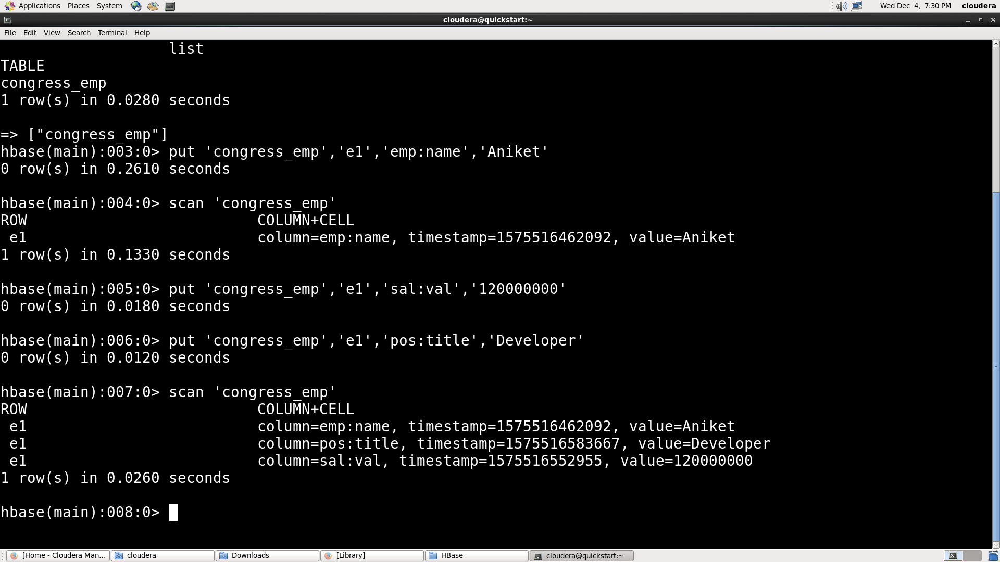 Applications Places System Wed Dec 4, 7:30 PM cloudera
cloudera@quickstart:~
File Edit View Search Terminal Help
list
TABLE
congress_emp
1 row(s) in 0.0280 seconds
=> ["congress_emp"]
hbase(main):003:0> put 'congress_emp','e1','emp:name','Aniket'
0 row(s) in 0.2610 seconds
hbase(main):004:0> scan 'congress_emp'
ROW COLUMN+CELL
e1 column=emp:name, timestamp=1575516462092, value=Aniket
1 row(s) in 0.1330 seconds
hbase(main):005:0> put 'congress_emp','e1','sal:val','120000000'
0 row(s) in 0.0180 seconds
hbase(main):006:0> put 'congress_emp','e1','pos:title','Developer'
0 row(s) in 0.0120 seconds
hbase(main):007:0> scan 'congress_emp'
ROW COLUMN+CELL
e1 column=emp:name, timestamp=1575516462092, value=Aniket
e1 column=pos:title, timestamp=1575516583667, value=Developer
e1 column=sal:val, timestamp=1575516552955, value=120000000
1 row(s) in 0.0260 seconds
hbase(main):008:0>
[Home - Cloudera Man... cloudera Downloads [Library] HBase cloudera@quickstart:~